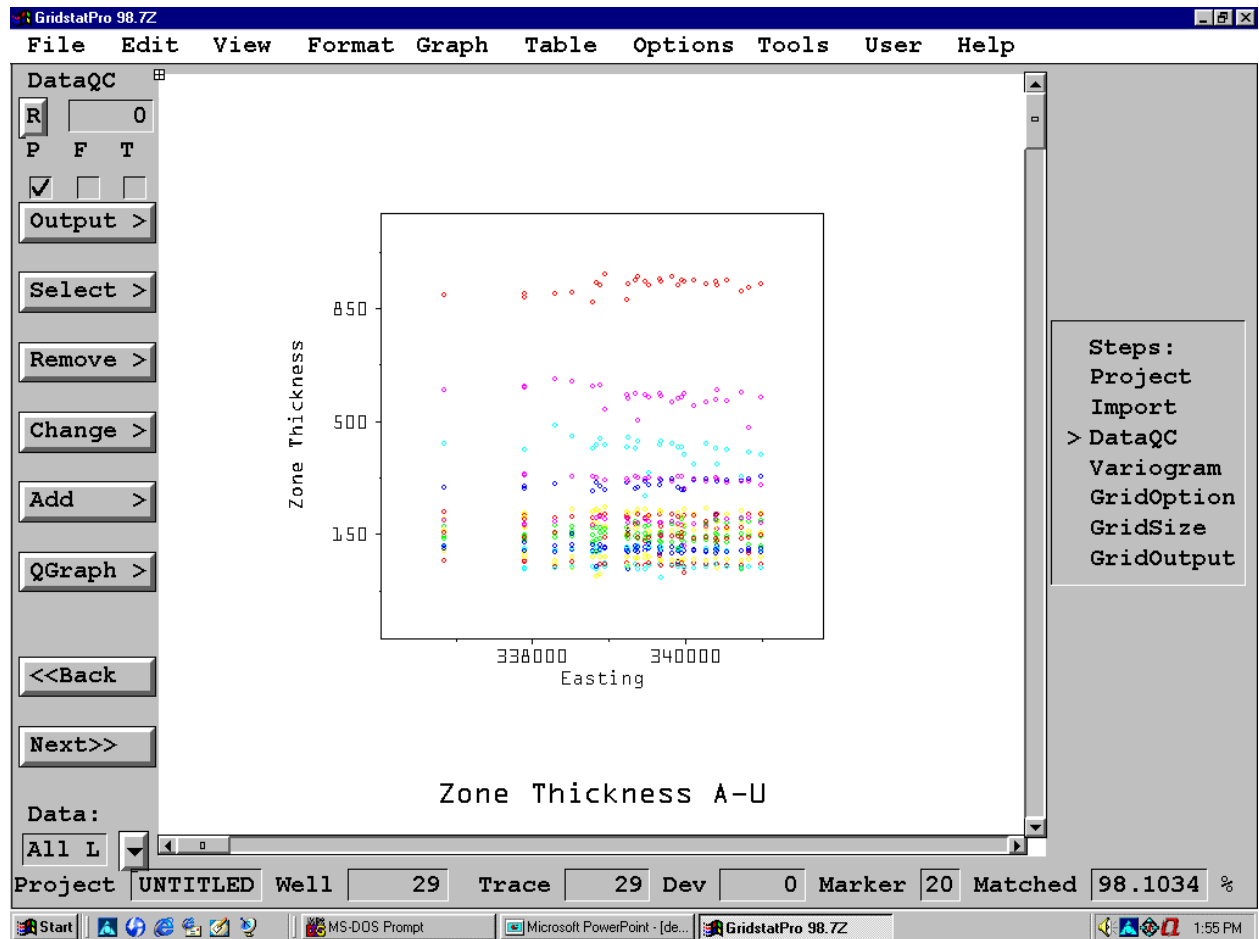 GridstatPro 98.7Z
File Edit View Format Graph Table Options Tools User Help
DataQC
R 0
P F T
Output >
Select >
Remove >
Change >
Add >
QGraph >
<<Back
Next>>
Data:
All L
850
500
150
Zone Thickness
338000 340000
Easting
Zone Thickness A-U
Steps:
Project
Import
> DataQC
Variogram
GridOption
GridSize
GridOutput
Project UNTITLED Well 29 Trace 29 Dev 0 Marker 20 Matched 98.1034 %
Start MS-DOS Prompt Microsoft PowerPoint - [de... GridstatPro 98.7Z 1:55 PM